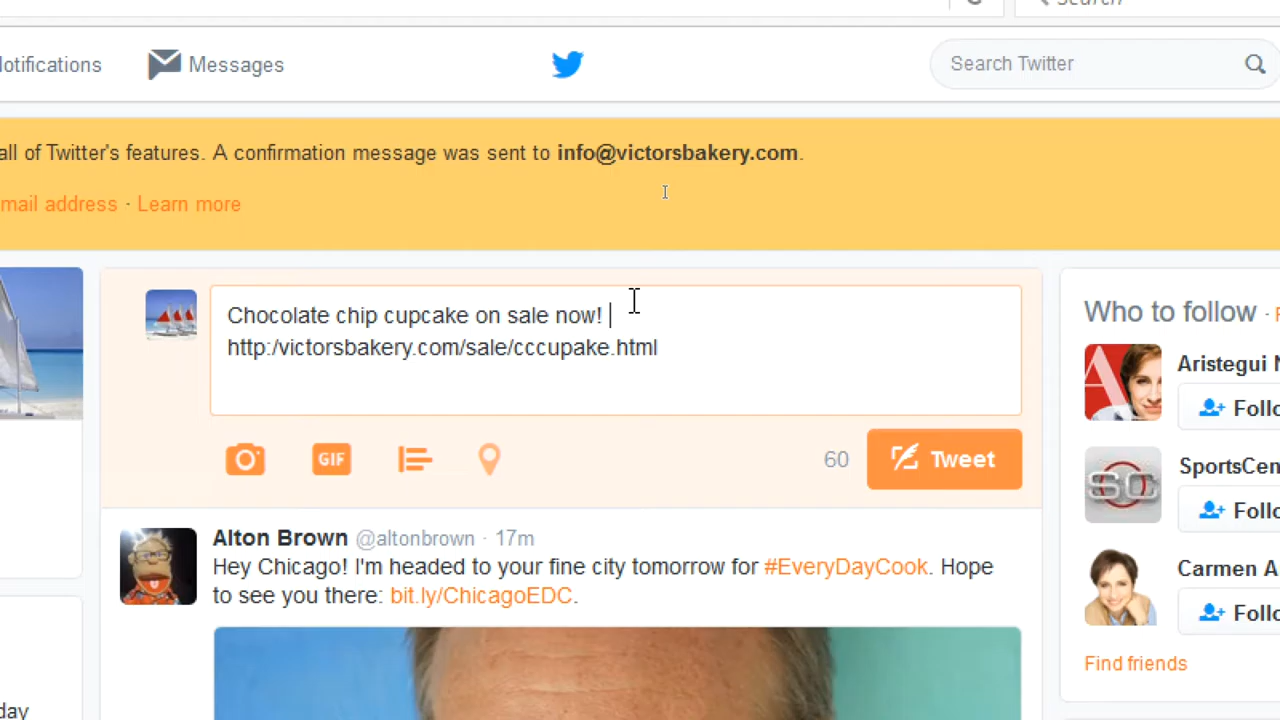 Search
otifications
Messages
Search Twitter
all of Twitter's features. A confirmation message was sent to info@victorsbakery.com.
mail address · Learn more
Chocolate chip cupcake on sale now!
http:/victorsbakery.com/sale/cccupake.html
GIF
60
Tweet
Alton Brown @altonbrown · 17m
Hey Chicago! I'm headed to your fine city tomorrow for #EveryDayCook. Hope
to see you there: bit.ly/ChicagoEDC.
Who to follow ·
Aristegui N
A
Follo
SportsCen
SC
Follo
Carmen A
Follo
Find friends
day